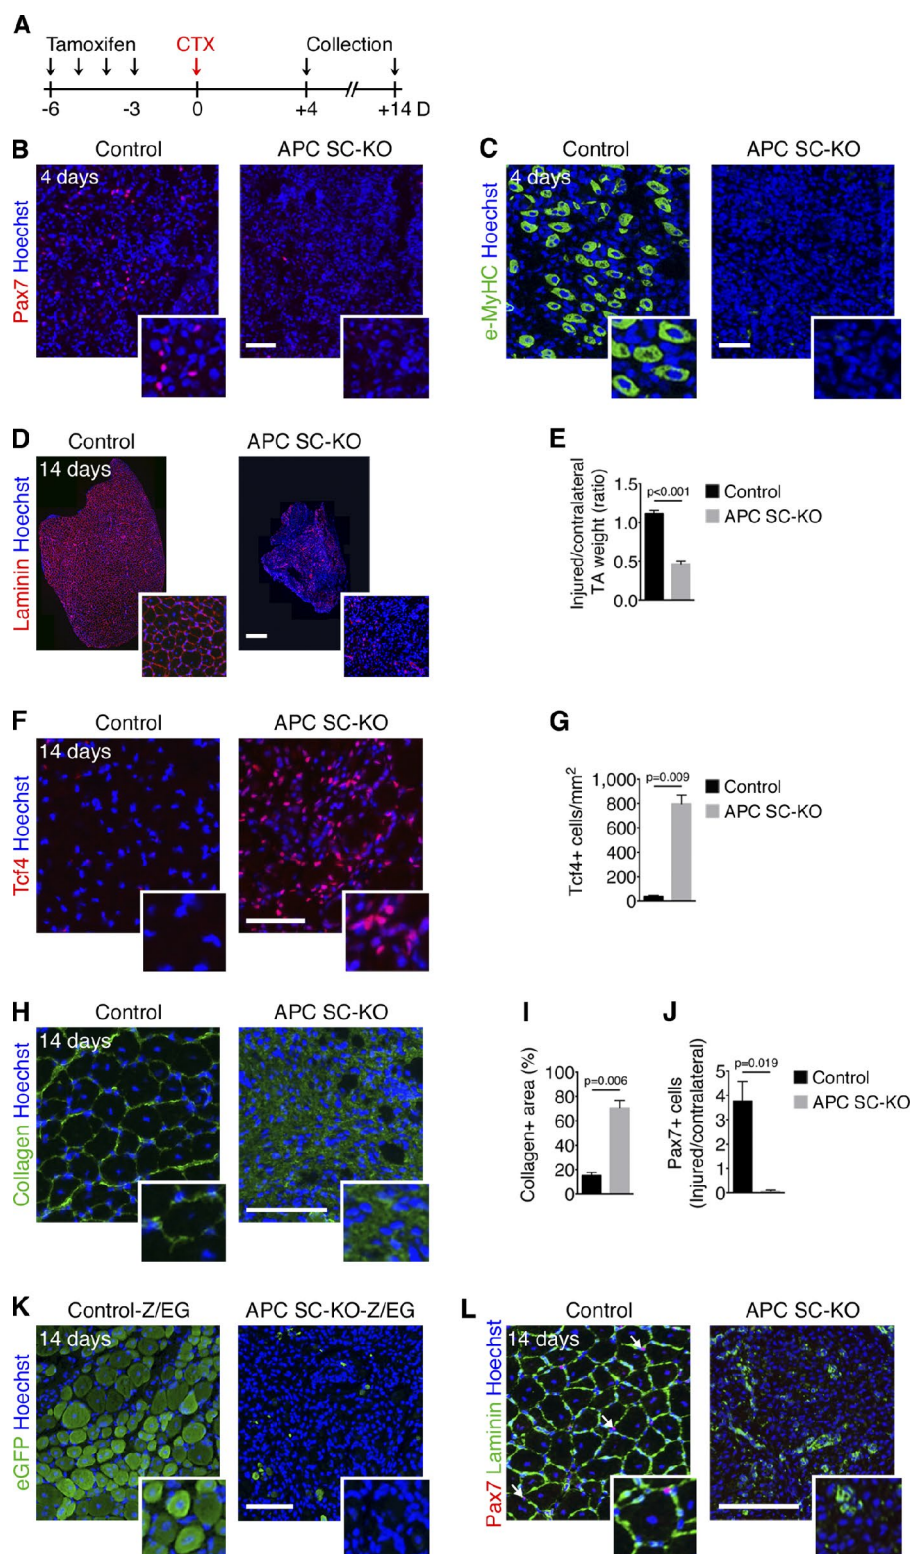 A
Tamoxifen CTX Collection
-6 -3 0 +4 +14 D
B Control APC SC-KO
4 days
Pax7 Hoechst
C Control APC SC-KO
4 days
e-MyHC Hoechst
D Control APC SC-KO
14 days
Laminin Hoechst
E
Injured/contralateral
TA weight (ratio)
1.5
1.0
0.5
0.0
p<0.001
Control
APC SC-KO
F Control APC SC-KO
14 days
Tcf4 Hoechst
G
Tcf4+ cells/mm²
1,000
800
600
400
200
0
p=0.009
Control
APC SC-KO
H Control APC SC-KO
14 days
Collagen Hoechst
I
Collagen+ area (%)
100
80
60
40
20
0
p=0.006
J
Pax7+ cells
(Injured/contralateral)
5
4
3
2
1
0
p=0.019
Control
APC SC-KO
K Control-Z/EG APC SC-KO-Z/EG
14 days
eGFP Hoechst
L Control APC SC-KO
14 days
Pax7 Laminin Hoechst